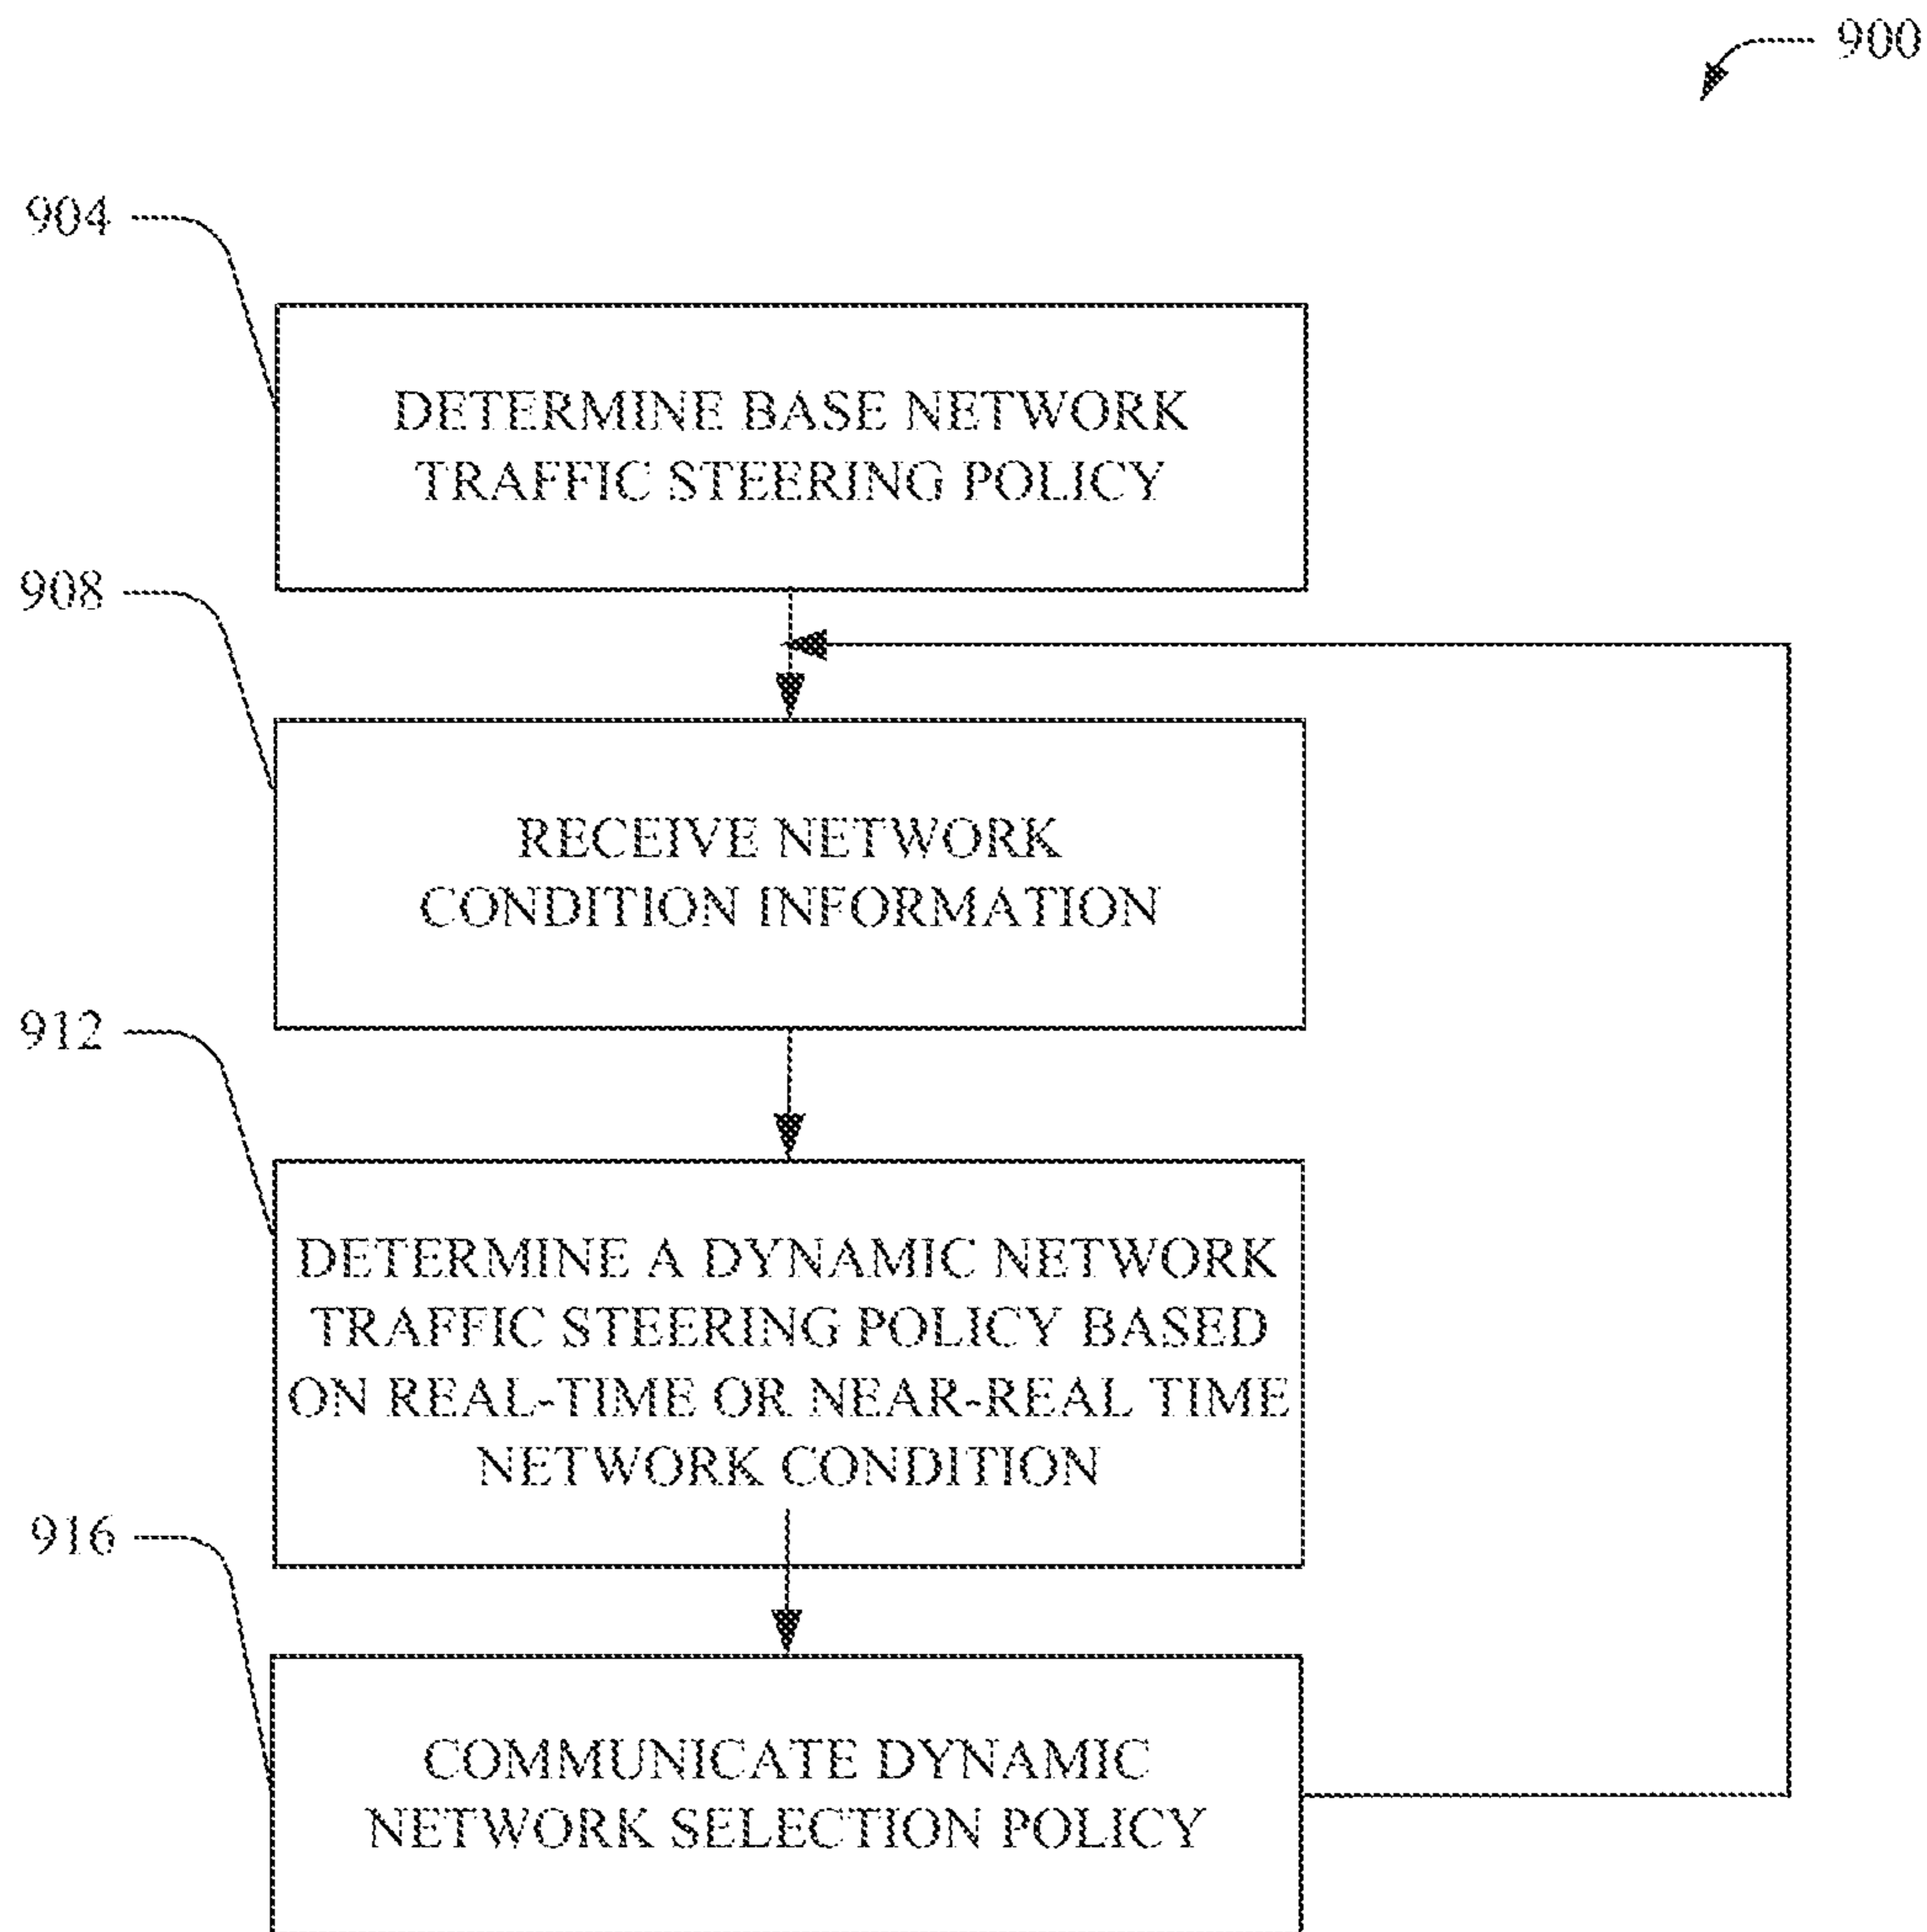 900
904
DETERMINE BASE NETWORK
TRAFFIC STEERING POLICY
908
RECEIVE NETWORK
CONDITION INFORMATION
912
DETERMINE A DYNAMIC NETWORK
TRAFFIC STEERING POLICY BASED
ON REAL-TIME OR NEAR-REAL TIME
NETWORK CONDITION
916
COMMUNICATE DYNAMIC
NETWORK SELECTION POLICY